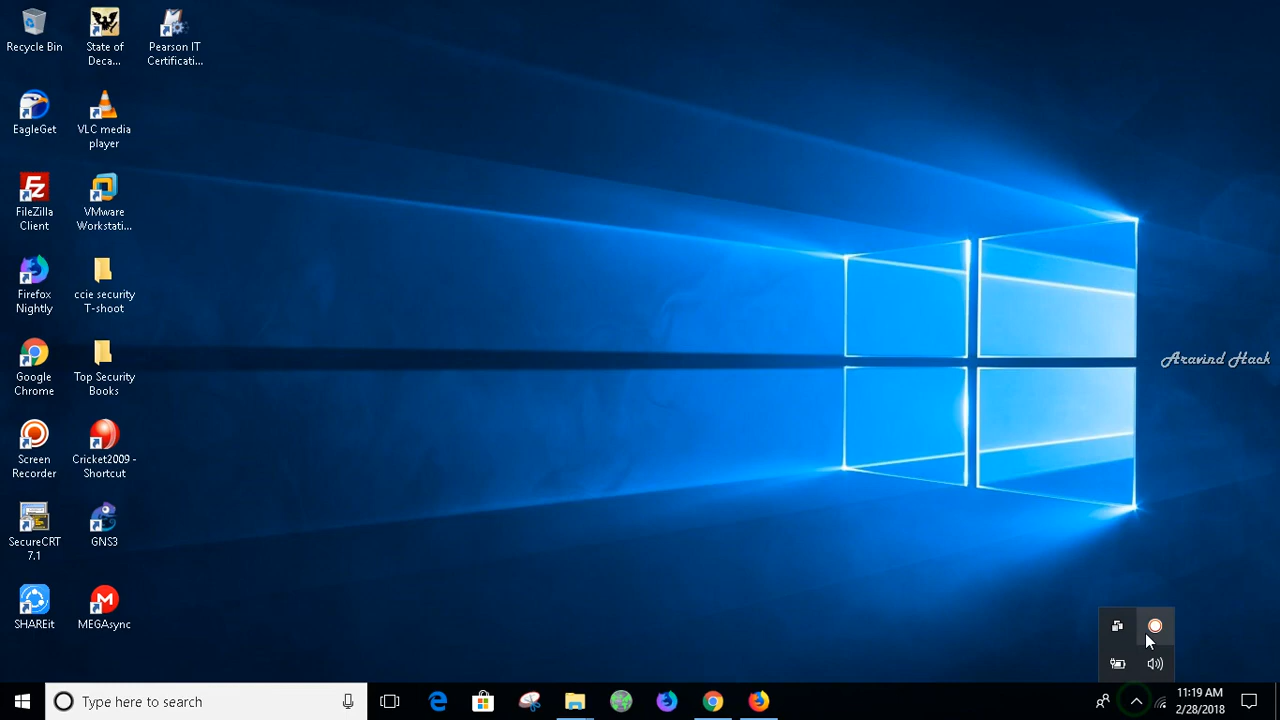 Recycle Bin
State of
Deca...
Pearson IT
Certificati...
EagleGet
VLC media
player
FileZilla
Client
VMware
Workstati...
Firefox
Nightly
ccie security
T-shoot
Google
Chrome
Top Security
Books
Aravind Hack
Screen
Recorder
Cricket2009 -
Shortcut
SecureCRT
7.1
GNS3
SHAREit
MEGAsync
Type here to search
11:19 AM
2/28/2018